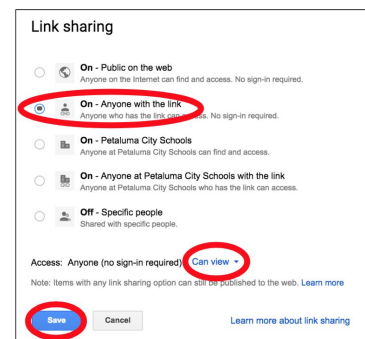 Link sharing
On - Public on the web
Anyone on the Internet can find and access. No sign-in required.
On - Anyone with the link
Anyone who has the link can access. No sign-in required.
On - Petaluma City Schools
Anyone at Petaluma City Schools can find and access.
On - Anyone at Petaluma City Schools with the link
Anyone at Petaluma City Schools who has the link can access.
Off - Specific people
Shared with specific people.
Access: Anyone (no sign-in required) Can view
Note: Items with any link sharing option can still be published to the web. Learn more
Save Cancel Learn more about link sharing